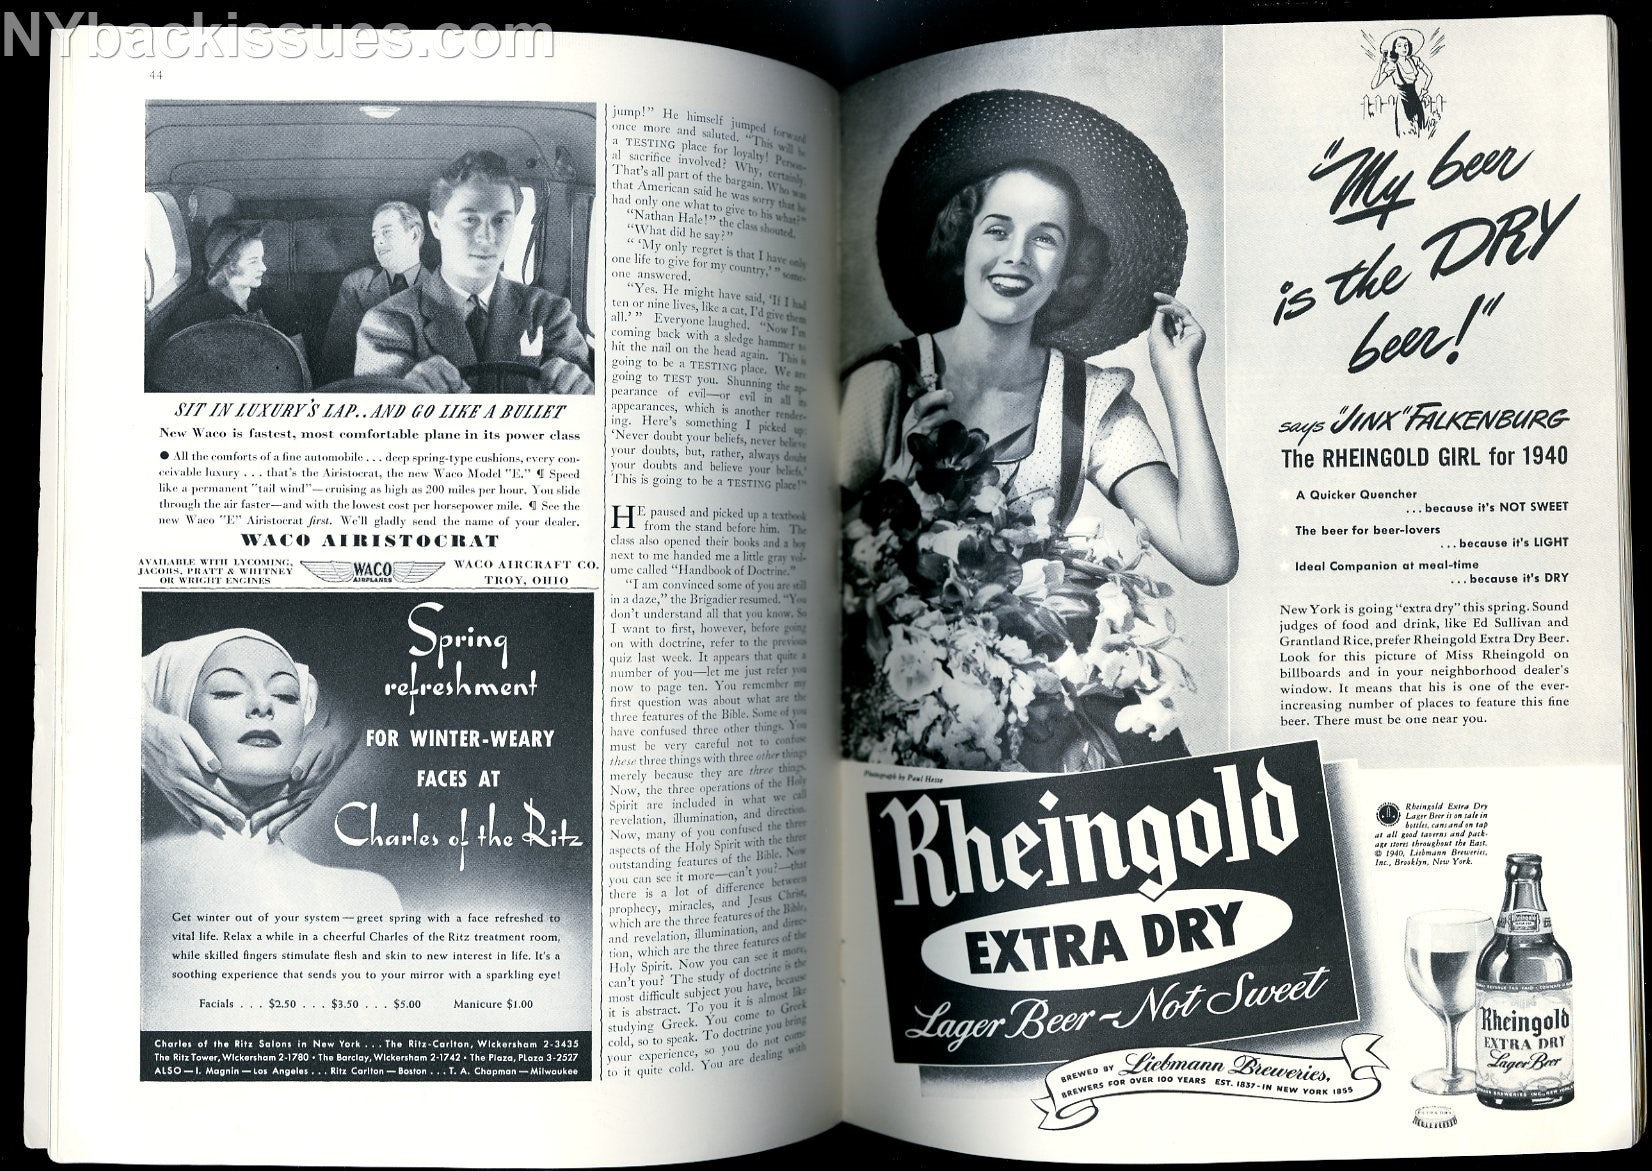 NYbackissues.com
44
SIT IN LUXURY'S LAP..AND GO LIKE A BULLET
New Waco is fastest, most comfortable plane in its power class
● All the comforts of a fine automobile . . . deep spring-type cushions, every con-
ceivable luxury . . . that's the Airistocrat, the new Waco Model "E." ¶ Speed
like a permanent "tail wind"—cruising as high as 200 miles per hour. You slide
through the air faster—and with the lowest cost per horsepower mile. ¶ See the
new Waco "E" Airistocrat first. We'll gladly send the name of your dealer.
WACO AIRISTOCRAT
AVAILABLE WITH LYCOMING,
JACOBS, PRATT & WHITNEY
OR WRIGHT ENGINES
WACO
AIRPLANES
WACO AIRCRAFT CO.
TROY, OHIO
Spring
refreshment
FOR WINTER-WEARY
FACES AT
Charles of the Ritz
Get winter out of your system — greet spring with a face refreshed to
vital life. Relax a while in a cheerful Charles of the Ritz treatment room,
while skilled fingers stimulate flesh and skin to new interest in life. It's a
soothing experience that sends you to your mirror with a sparkling eye!
Facials . . . $2.50 . . . $3.50 . . . $5.00 Manicure $1.00
Charles of the Ritz Salons in New York . . . The Ritz-Carlton, WIckersham 2-3435
The Ritz Tower, WIckersham 2-1780 • The Barclay, WIckersham 2-1742 • The Plaza, PLaza 3-2527
ALSO — I. Magnin — Los Angeles . . . Ritz Carlton — Boston . . . T. A. Chapman — Milwaukee
jump!" He himself jumped forward
once more and saluted. "This will be
a TESTING place for loyalty! Person-
al sacrifice involved? Why, certainly.
That's all part of the bargain. Who was
that American said he was sorry that he
had only one what to give to his what?"
"Nathan Hale!" the class shouted.
"What did he say?"
" 'My only regret is that I have only
one life to give for my country,' " some-
one answered.
"Yes. He might have said, 'If I had
ten or nine lives, like a cat, I'd give them
all.' " Everyone laughed. "Now I'm
coming back with a sledge hammer to
hit the nail on the head again. This is
going to be a TESTING place. We are
going to TEST you. Shunning the ap-
pearance of evil—or evil in all its
appearances, which is another render-
ing. Here's something I picked up:
'Never doubt your beliefs, never believe
your doubts, but, rather, always doubt
your doubts and believe your beliefs.'
This is going to be a TESTING place!"
HE paused and picked up a textbook
from the stand before him. The
class also opened their books and a boy
next to me handed me a little gray vol-
ume called "Handbook of Doctrine."
"I am convinced some of you are still
in a daze," the Brigadier resumed. "You
don't understand all that you know. So
I want to first, however, before going
on with doctrine, refer to the previous
quiz last week. It appears that quite a
number of you—let me just refer you
now to page ten. You remember my
first question was about what are the
three features of the Bible. Some of you
have confused three other things. You
must be very careful not to confuse
these three things with three other things
merely because they are three things.
Now, the three operations of the Holy
Spirit are included in what we call
revelation, illumination, and direction.
Now, many of you confused the three
aspects of the Holy Spirit with the three
outstanding features of the Bible. Now
you can see it more—can't you?—that
there is a lot of difference between
prophecy, miracles, and Jesus Christ,
which are the three features of the Bible,
and revelation, illumination, and direc-
tion, which are the three features of the
Holy Spirit. Now you can see it more,
can't you? The study of doctrine is the
most difficult subject you have, because
it is abstract. To you it is almost like
studying Greek. You come to Greek
cold, so to speak. To doctrine you bring
your experience, so you do not come
to it quite cold. You are dealing with
"My beer
is the DRY
beer!"
says "JINX" FALKENBURG
The RHEINGOLD GIRL for 1940
A Quicker Quencher
. . . because it's NOT SWEET
The beer for beer-lovers
. . . because it's LIGHT
Ideal Companion at meal-time
. . . because it's DRY
New York is going "extra dry" this spring. Sound
judges of food and drink, like Ed Sullivan and
Grantland Rice, prefer Rheingold Extra Dry Beer.
Look for this picture of Miss Rheingold on
billboards and in your neighborhood dealer's
window. It means that his is one of the ever-
increasing number of places to feature this fine
beer. There must be one near you.
Photograph by Paul Hesse
Rheingold
EXTRA DRY
Lager Beer~Not Sweet
BREWED BY Liebmann Breweries,
BREWERS FOR OVER 100 YEARS EST. 1837-IN NEW YORK 1855
Rheingold Extra Dry
Lager Beer is on sale in
bottles, cans and on tap
at all good taverns and pack-
age stores throughout the East.
© 1940, Liebmann Breweries,
Inc., Brooklyn, New York.
Rheingold
Rheingold
EXTRA DRY
Lager Beer